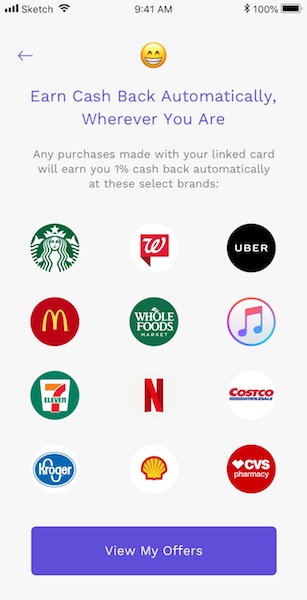 Sketch
9:41 AM
100%
Earn Cash Back Automatically,
Wherever You Are
Any purchases made with your linked card
will earn you 1% cash back automatically
at these select brands:
W
UBER
M
WHOLE
FOODS
MARKET
7
ELEVEN
N
COSTCO
WHOLESALE
Kroger
CVS
pharmacy
View My Offers